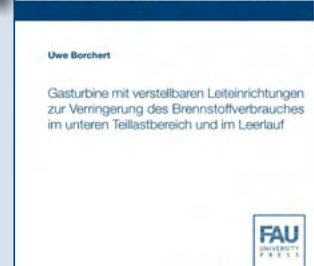 Uwe Borchert
Gasturbine mit verstellbaren Leiteinrichtungen
zur Verringerung des Brennstoffverbrauches
im unteren Teillastbereich und im Leerlauf
FAU
UNIVERSITY
PRESS